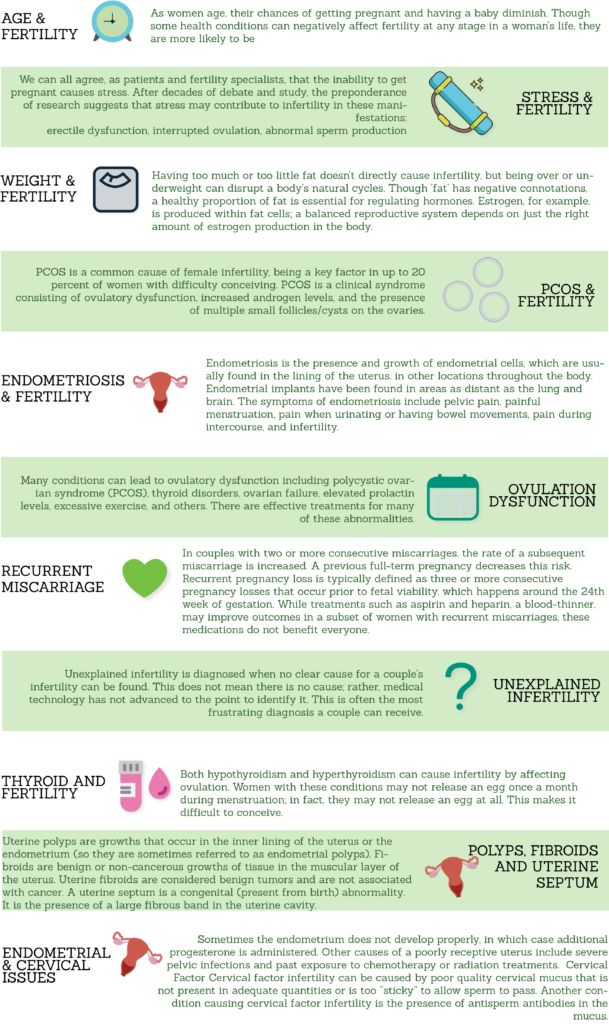 AGE &
FERTILITY
As women age, their chances of getting pregnant and having a baby diminish. Though
some health conditions can negatively affect fertility at any stage in a woman's life, they
are more likely to be
We can all agree, as patients and fertility specialists, that the inability to get
pregnant causes stress. After decades of debate and study, the preponderance
of research suggests that stress may contribute to infertility in these mani-
festations:
erectile dysfunction, interrupted ovulation, abnormal sperm production
STRESS &
FERTILITY
WEIGHT &
FERTILITY
Having too much or too little fat doesn't directly cause infertility, but being over or un-
derweight can disrupt a body's natural cycles. Though 'fat' has negative connotations,
a healthy proportion of fat is essential for regulating hormones. Estrogen, for example,
is produced within fat cells; a balanced reproductive system depends on just the right
amount of estrogen production in the body.
PCOS is a common cause of female infertility, being a key factor in up to 20
percent of women with difficulty conceiving. PCOS is a clinical syndrome
consisting of ovulatory dysfunction, increased androgen levels, and the presence
of multiple small follicles/cysts on the ovaries.
PCOS &
FERTILITY
ENDOMETRIOSIS
& FERTILITY
Endometriosis is the presence and growth of endometrial cells, which are usu-
ally found in the lining of the uterus, in other locations throughout the body.
Endometrial implants have been found in areas as distant as the lung and
brain. The symptoms of endometriosis include pelvic pain, painful
menstruation, pain when urinating or having bowel movements, pain during
intercourse, and infertility.
Many conditions can lead to ovulatory dysfunction including polycystic ovar-
ian syndrome (PCOS), thyroid disorders, ovarian failure, elevated prolactin
levels, excessive exercise, and others. There are effective treatments for many
of these abnormalities.
OVULATION
DYSFUNCTION
RECURRENT
MISCARRIAGE
In couples with two or more consecutive miscarriages, the rate of a subsequent
miscarriage is increased. A previous full-term pregnancy decreases this risk.
Recurrent pregnancy loss is typically defined as three or more consecutive
pregnancy losses that occur prior to fetal viability, which happens around the 24th
week of gestation. While treatments such as aspirin and heparin, a blood-thinner,
may improve outcomes in a subset of women with recurrent miscarriages, these
medications do not benefit everyone.
Unexplained infertility is diagnosed when no clear cause for a couple's
infertility can be found. This does not mean there is no cause; rather, medical
technology has not advanced to the point to identify it. This is often the most
frustrating diagnosis a couple can receive.
?
UNEXPLAINED
INFERTILITY
THYROID AND
FERTILITY
Both hypothyroidism and hyperthyroidism can cause infertility by affecting
ovulation. Women with these conditions may not release an egg once a month
during menstruation; in fact, they may not release an egg at all. This makes it
difficult to conceive.
Uterine polyps are growths that occur in the inner lining of the uterus or the
endometrium (so they are sometimes referred to as endometrial polyps). Fi-
broids are benign or non-cancerous growths of tissue in the muscular layer of
the uterus. Uterine fibroids are considered benign tumors and are not associated
with cancer. A uterine septum is a congenital (present from birth) abnormality.
It is the presence of a large fibrous band in the uterine cavity.
POLYPS, FIBROIDS
AND UTERINE
SEPTUM
ENDOMETRIAL
& CERVICAL
ISSUES
Sometimes the endometrium does not develop properly, in which case additional
progesterone is administered. Other causes of a poorly receptive uterus include severe
pelvic infections and past exposure to chemotherapy or radiation treatments. Cervical
Factor Cervical factor infertility can be caused by poor quality cervical mucus that is
not present in adequate quantities or is too "sticky" to allow sperm to pass. Another con-
dition causing cervical factor infertility is the presence of antisperm antibodies in the
mucus.